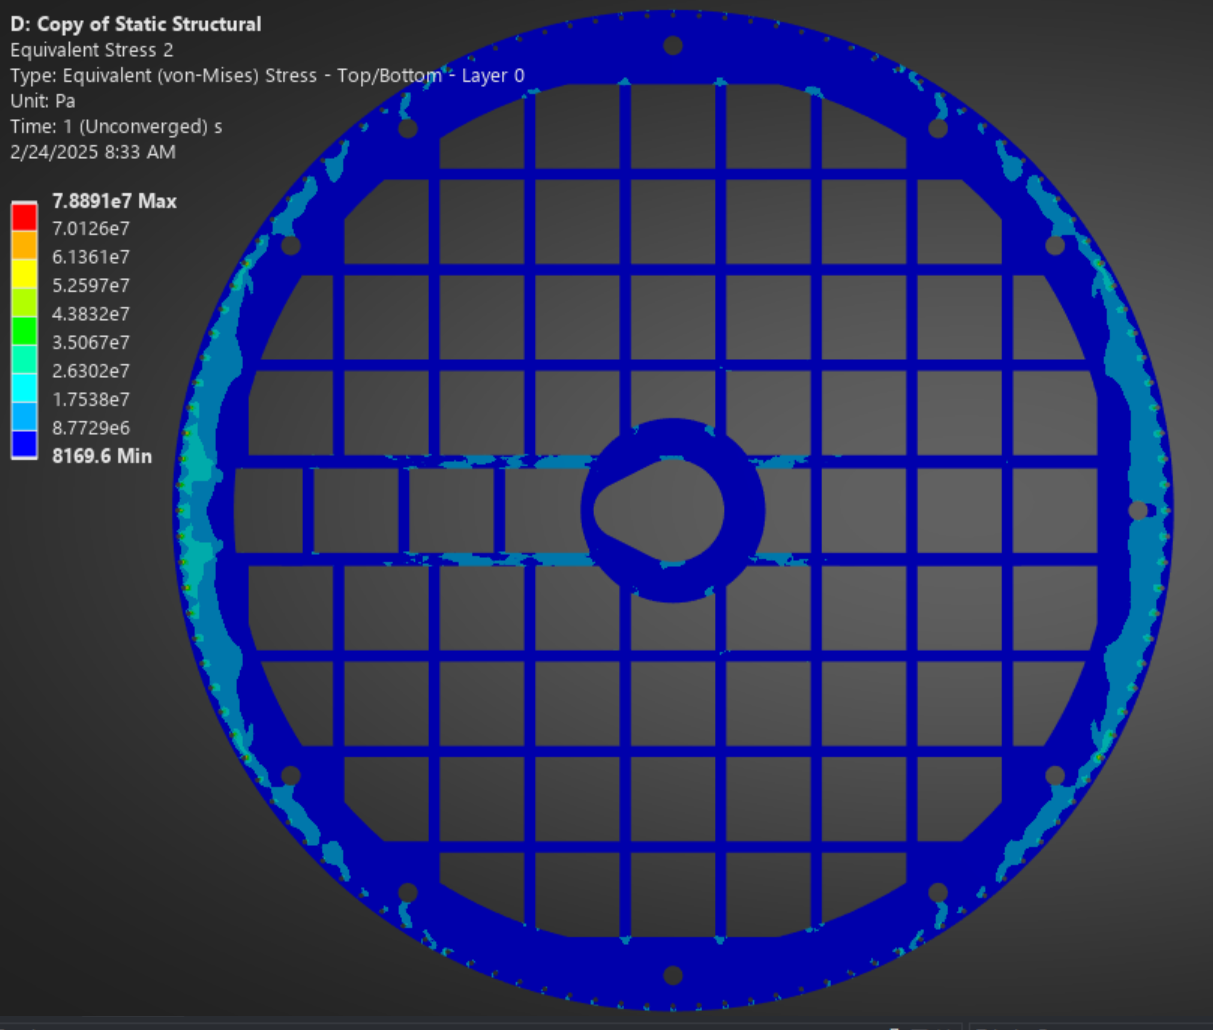 D: Copy of Static Structural
Equivalent Stress 2
Type: Equivalent (von-Mises) Stress - Top/Bottom - Layer 0
Unit: Pa
Time: 1 (Unconverged) s
2/24/2025 8:33 AM
7.8891e7 Max
7.0126e7
6.1361e7
5.2597e7
4.3832e7
3.5067e7
2.6302e7
1.7538e7
8.7729e6
8169.6 Min